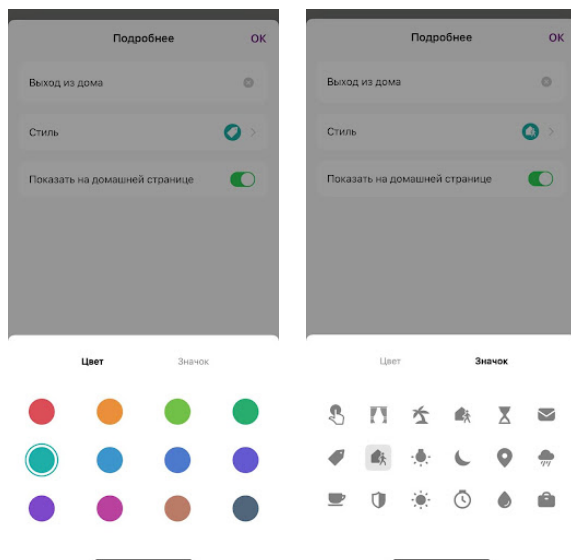 Подробнее
OK
Выход из дома
Стиль
Показать на домашней странице
Цвет
Значок
Подробнее
OK
Выход из дома
Стиль
Показать на домашней странице
Цвет
Значок